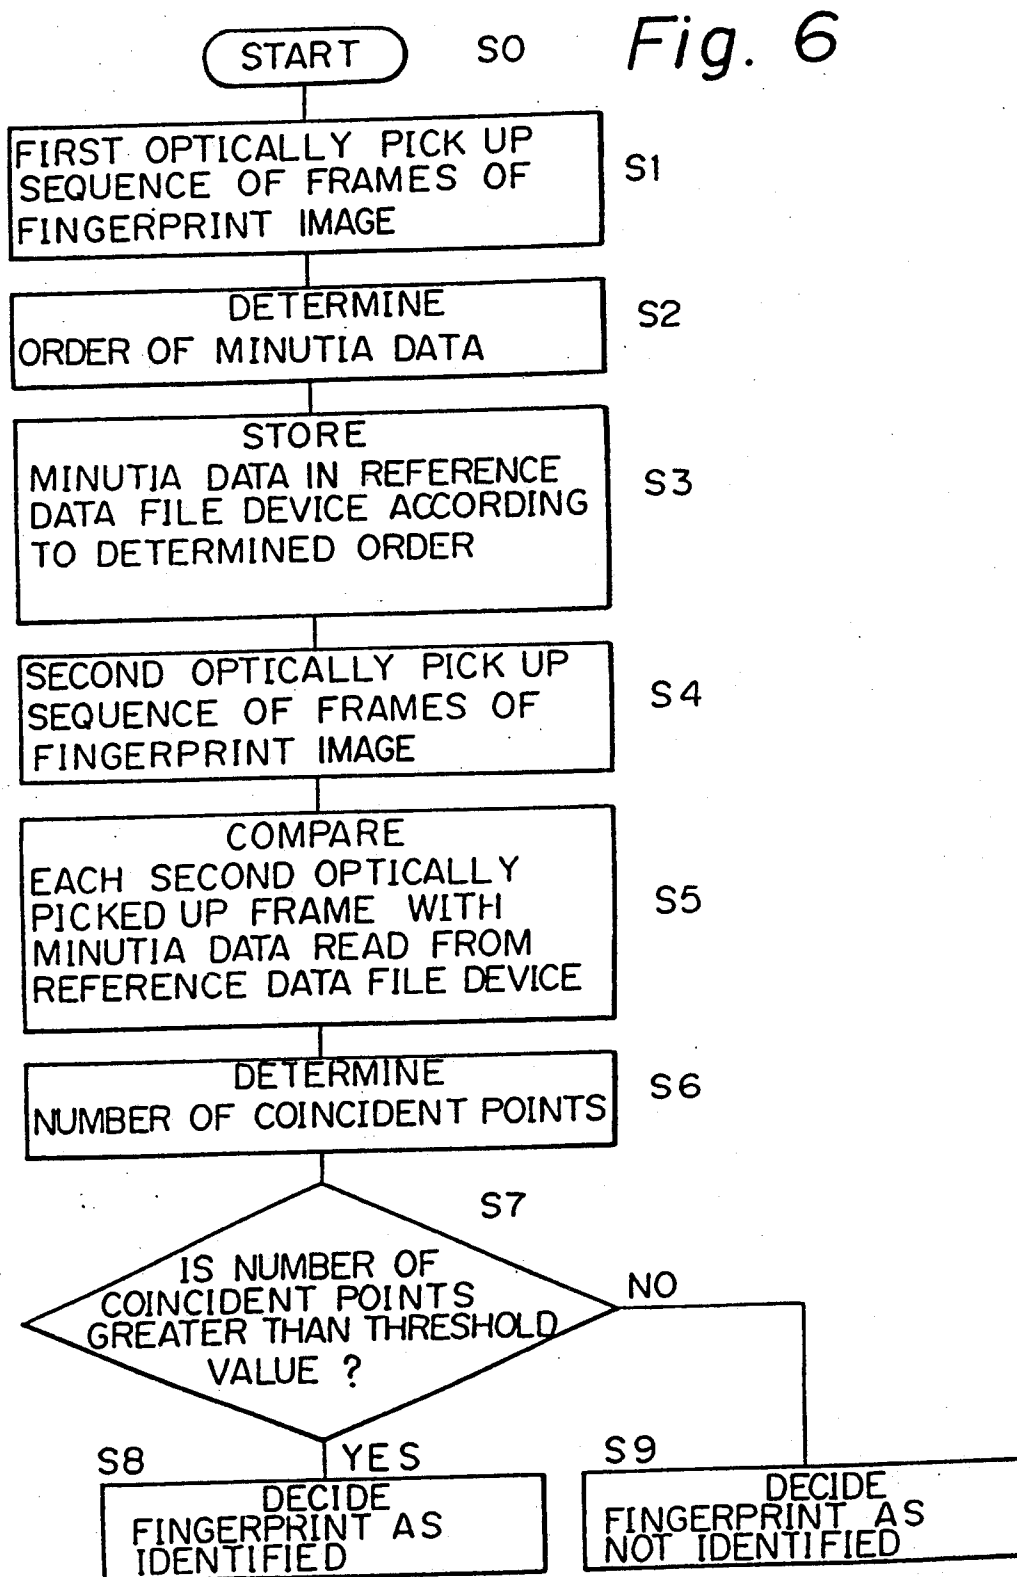 START
S0
Fig. 6
FIRST OPTICALLY PICK UP
SEQUENCE OF FRAMES OF
FINGERPRINT IMAGE
S1
DETERMINE
ORDER OF MINUTIA DATA
S2
STORE
MINUTIA DATA IN REFERENCE
DATA FILE DEVICE ACCORDING
TO DETERMINED ORDER
S3
SECOND OPTICALLY PICK UP
SEQUENCE OF FRAMES OF
FINGERPRINT IMAGE
S4
COMPARE
EACH SECOND OPTICALLY
PICKED UP FRAME WITH
MINUTIA DATA READ FROM
REFERENCE DATA FILE DEVICE
S5
DETERMINE
NUMBER OF COINCIDENT POINTS
S6
S7
IS NUMBER OF
COINCIDENT POINTS
GREATER THAN THRESHOLD
VALUE ?
NO
YES
S8
DECIDE
FINGERPRINT AS
IDENTIFIED
S9
DECIDE
FINGERPRINT AS
NOT IDENTIFIED